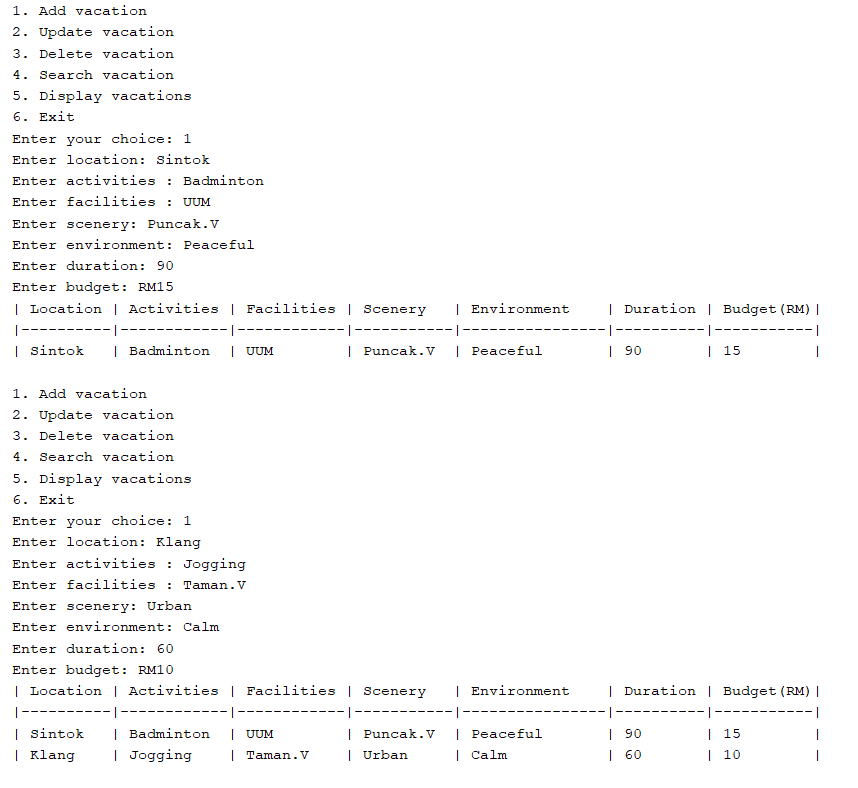 1. Add vacation
2. Update vacation
3. Delete vacation
4. Search vacation
5. Display vacations
6. Exit
Enter your choice: 1
Enter location: Sintok
Enter activities : Badminton
Enter facilities : UUM
Enter scenery: Puncak.V
Enter environment: Peaceful
Enter duration: 90
Enter budget: RM15
| Location | Activities | Facilities | Scenery   | Environment    | Duration | Budget(RM)|
|----------|------------|------------|-----------|----------------|----------|-----------|
| Sintok   | Badminton  | UUM        | Puncak.V  | Peaceful       | 90       | 15        |
1. Add vacation
2. Update vacation
3. Delete vacation
4. Search vacation
5. Display vacations
6. Exit
Enter your choice: 1
Enter location: Klang
Enter activities : Jogging
Enter facilities : Taman.V
Enter scenery: Urban
Enter environment: Calm
Enter duration: 60
Enter budget: RM10
| Location | Activities | Facilities | Scenery   | Environment    | Duration | Budget(RM)|
|----------|------------|------------|-----------|----------------|----------|-----------|
| Sintok   | Badminton  | UUM        | Puncak.V  | Peaceful       | 90       | 15        |
| Klang    | Jogging    | Taman.V    | Urban     | Calm           | 60       | 10        |